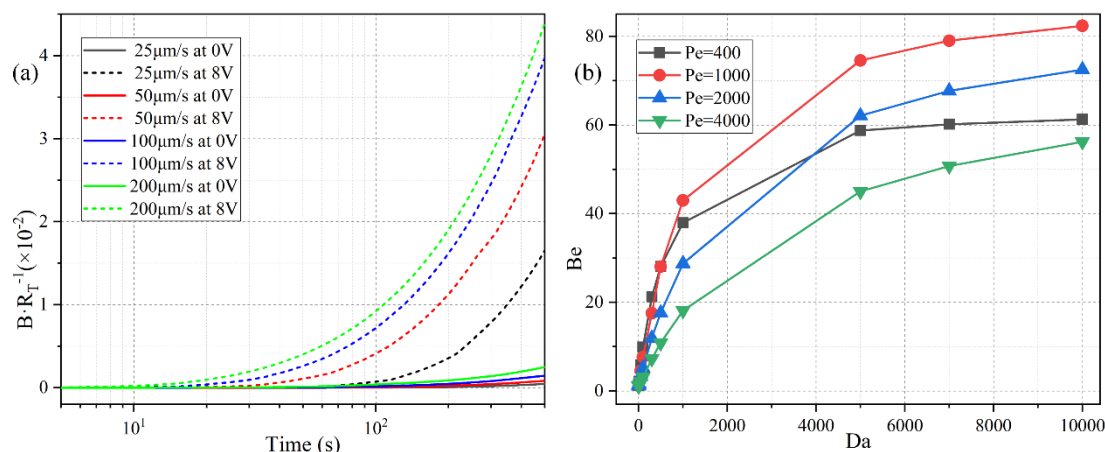 (a)
25μm/s at 0V
25μm/s at 8V
50μm/s at 0V
50μm/s at 8V
100μm/s at 0V
100μm/s at 8V
200μm/s at 0V
200μm/s at 8V
B·R_T^-1(×10^-2)
4
3
2
1
0
10^1
10^2
Time (s)
(b)
Pe=400
Pe=1000
Pe=2000
Pe=4000
Be
80
60
40
20
0
0
2000
4000
6000
8000
10000
Da